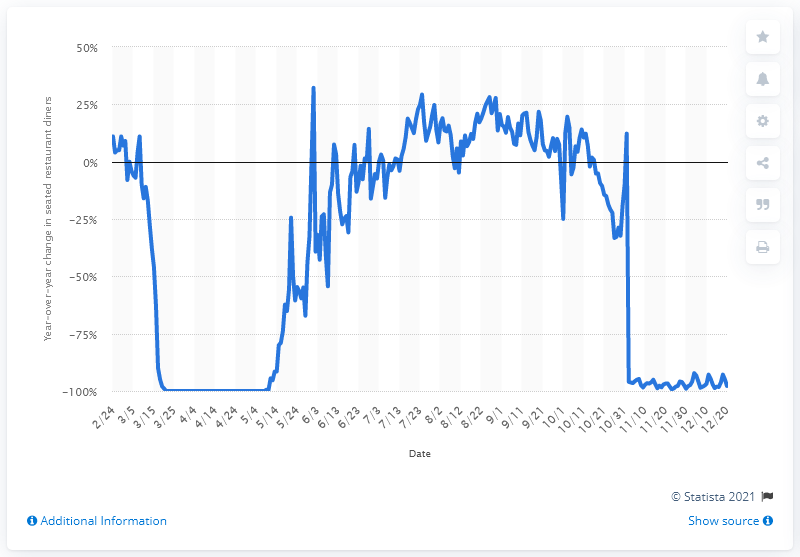 50%
25%
0%
−25%
−50%
−75%
−100%
Year-over-year change in seated restaurant diners
2/24 3/5 3/15 3/25 4/4 4/14 4/24 5/4 5/14 5/24 6/3 6/13 6/23 7/3 7/13 7/23 8/2 8/12 8/22 9/1 9/11 9/21 10/1 10/11 10/21 10/31 11/10 11/20 11/30 12/10 12/20
Date
© Statista 2021
Additional Information
Show source